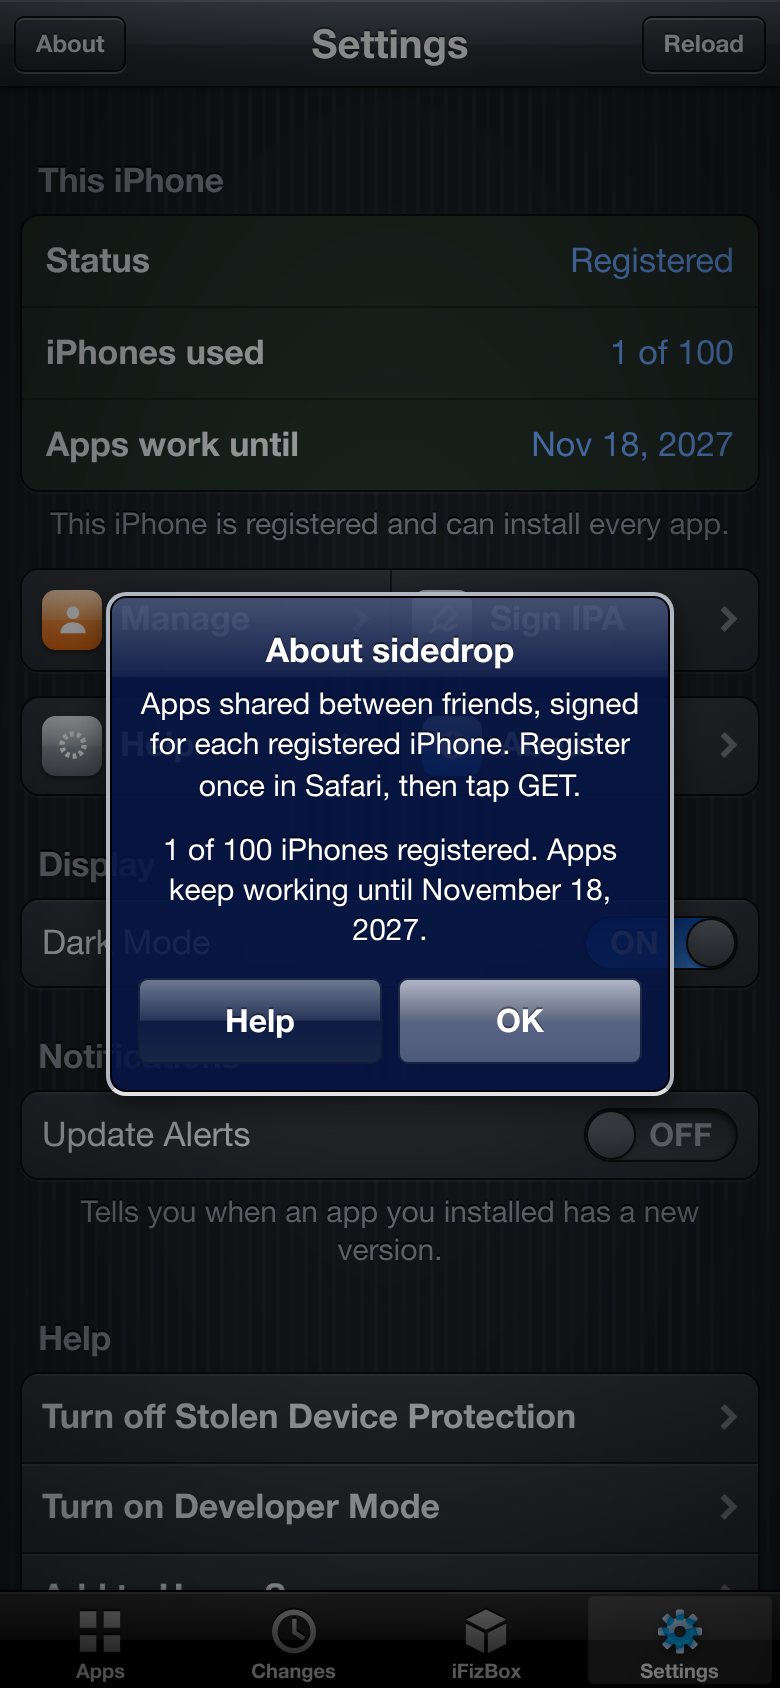 About
Settings
Reload
This iPhone
Status
Registered
iPhones used
1 of 100
Apps work until
Nov 18, 2027
This iPhone is registered and can install every app.
Manage
Sign IPA
About sidedrop
Apps shared between friends, signed
for each registered iPhone. Register
once in Safari, then tap GET.
1 of 100 iPhones registered. Apps
keep working until November 18,
2027.
Help
OK
Help
Display
Dark Mode
ON
Notifications
Update Alerts
OFF
Tells you when an app you installed has a new
version.
Help
Turn off Stolen Device Protection
Turn on Developer Mode
Apps
Changes
iFizBox
Settings